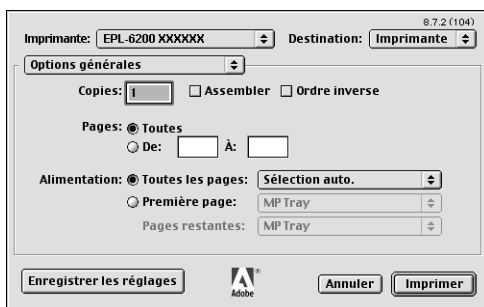 8.7.2 (104)
Imprimante: EPL-6200 XXXXXX Destination: Imprimante
Options générales
Copies: 1 Assembler Ordre inverse
Pages: Toutes
De: À:
Alimentation: Toutes les pages: Sélection auto.
Première page: MP Tray
Pages restantes: MP Tray
Enregistrer les réglages Adobe ® Annuler Imprimer